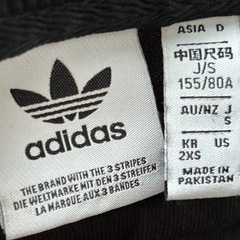 adidas
THE BRAND WITH THE 3 STRIPES
DIE WELTMARKE MIT DEN 3 STREIFEN
LA MARQUE AUX 3 BANDES
ASIA D
中国尺码
J/S
155/80A
AU/NZ J
S
KR US
2XS
MADE IN
PAKISTAN